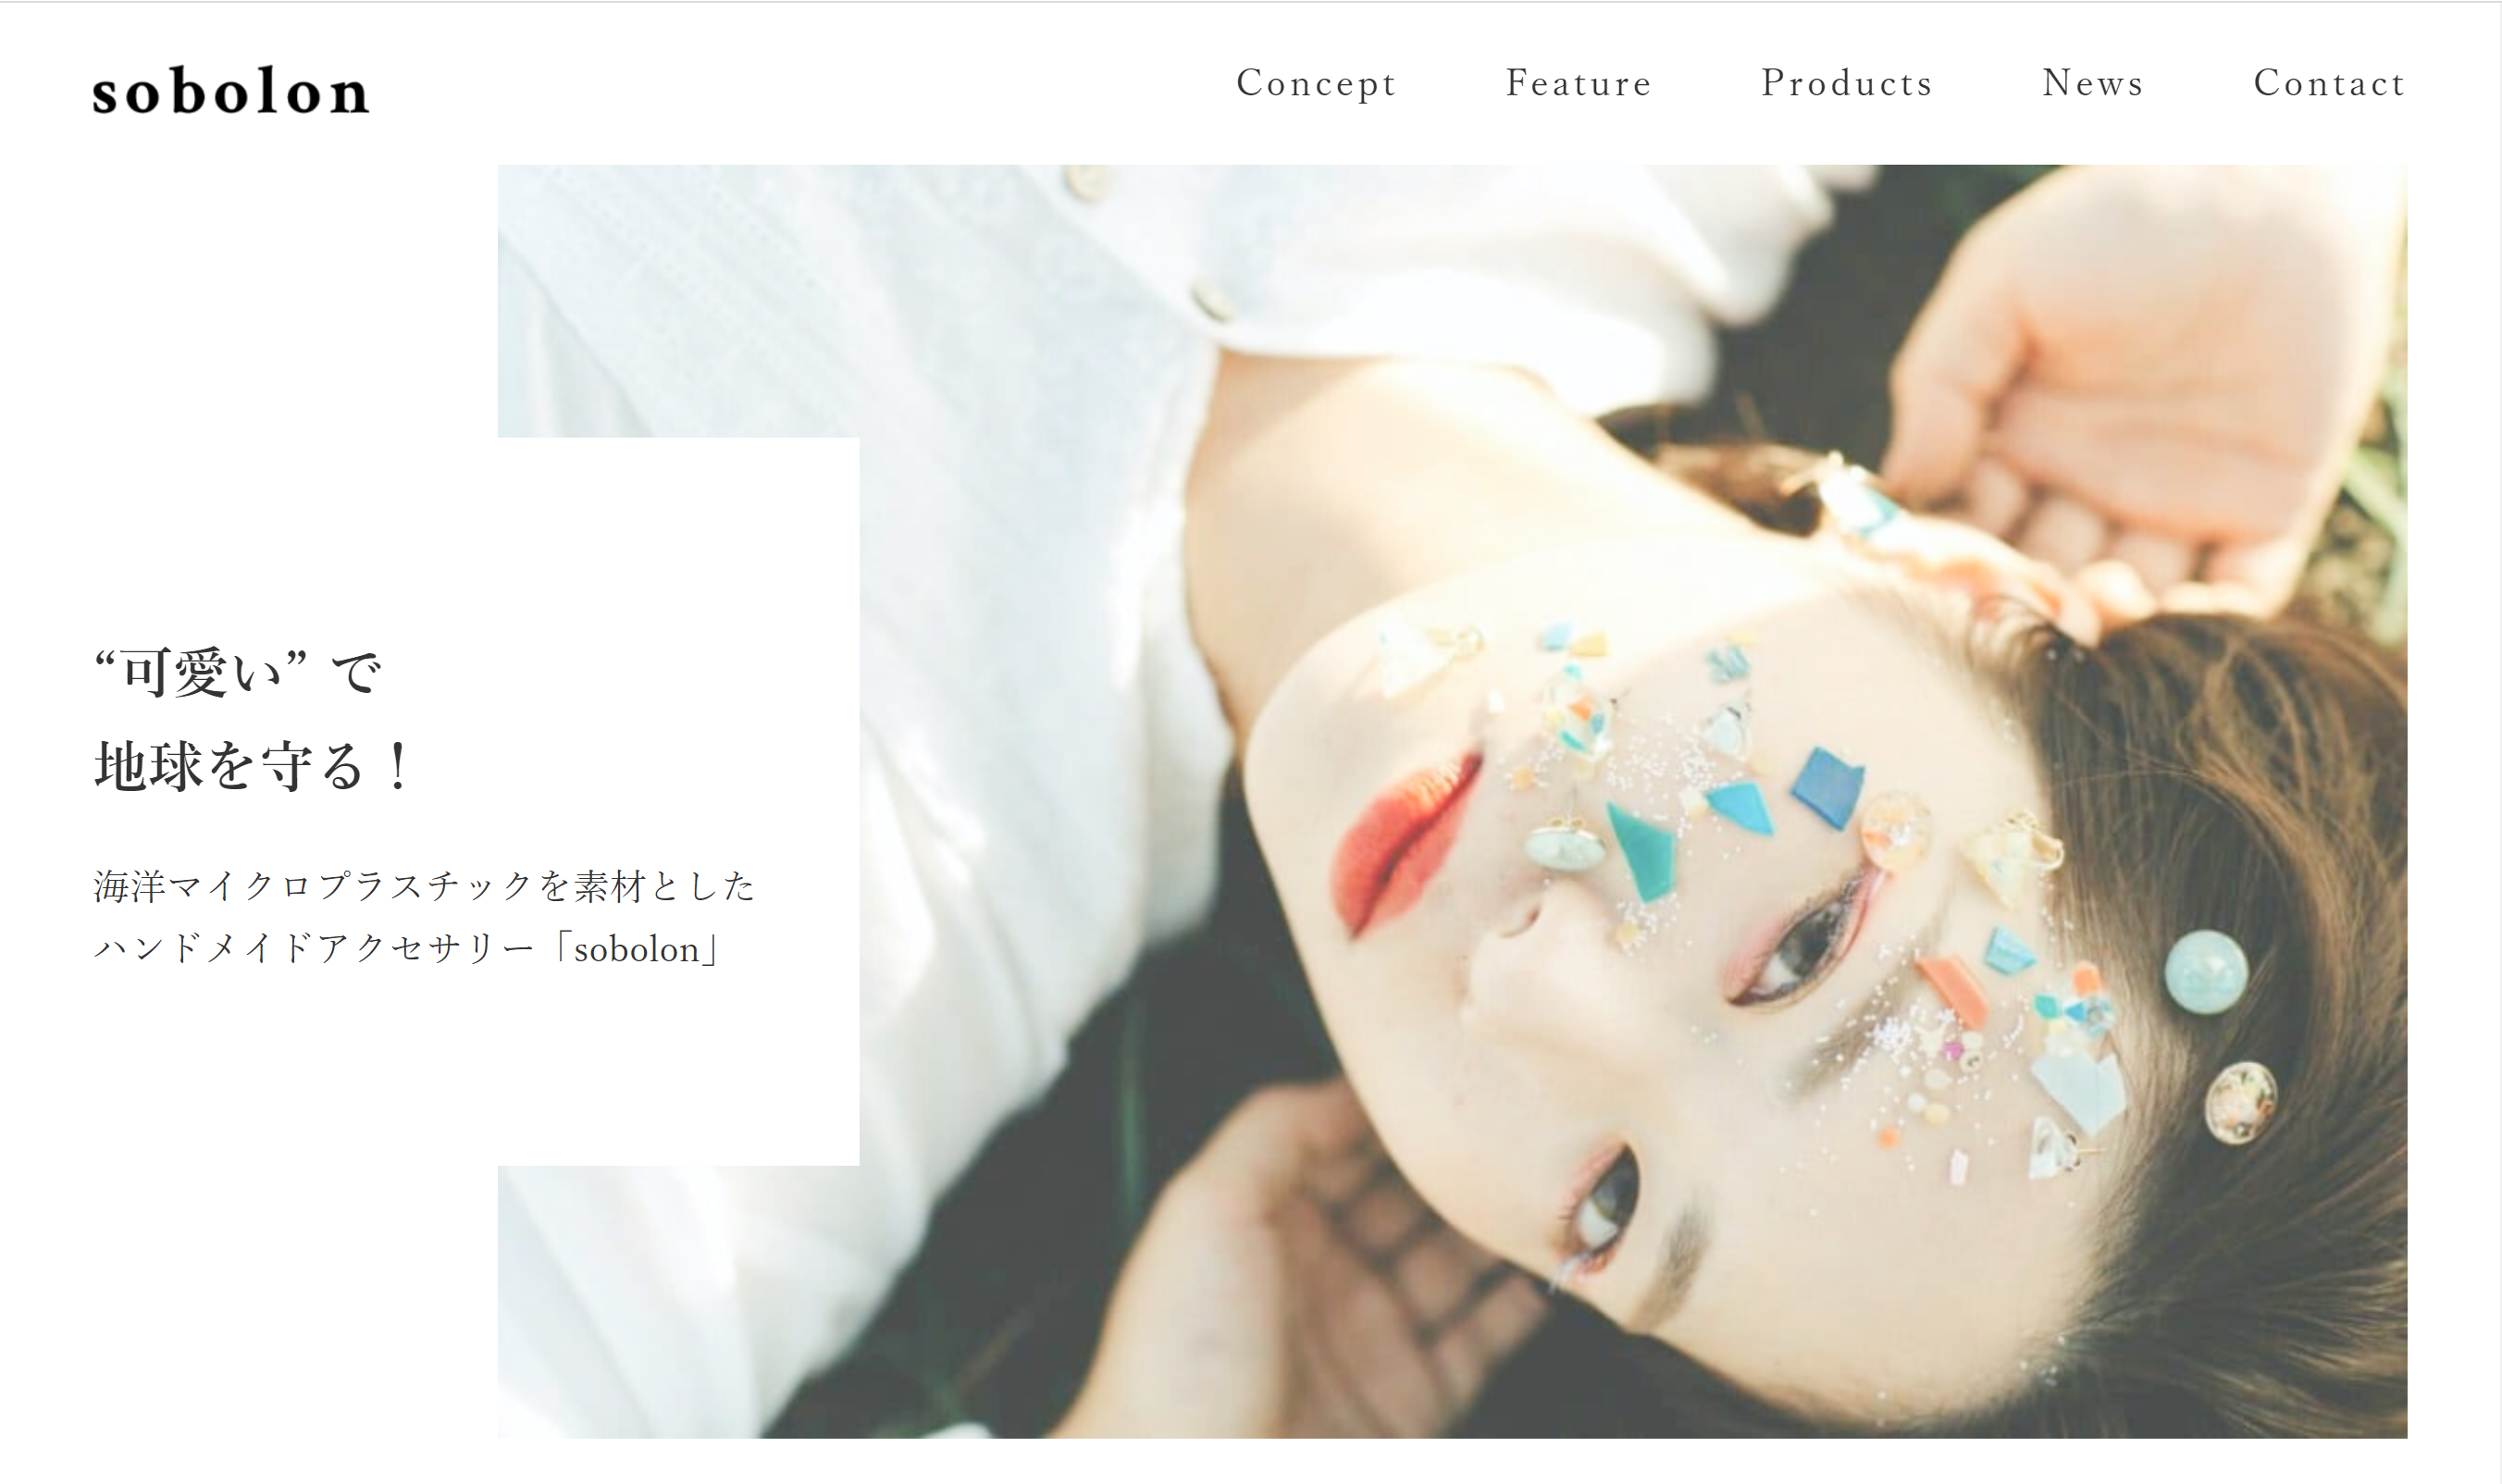 sobolon
Concept
Feature
Products
News
Contact
“可愛い” で
地球を守る！
海洋マイクロプラスチックを素材とした
ハンドメイドアクセサリー「sobolon」